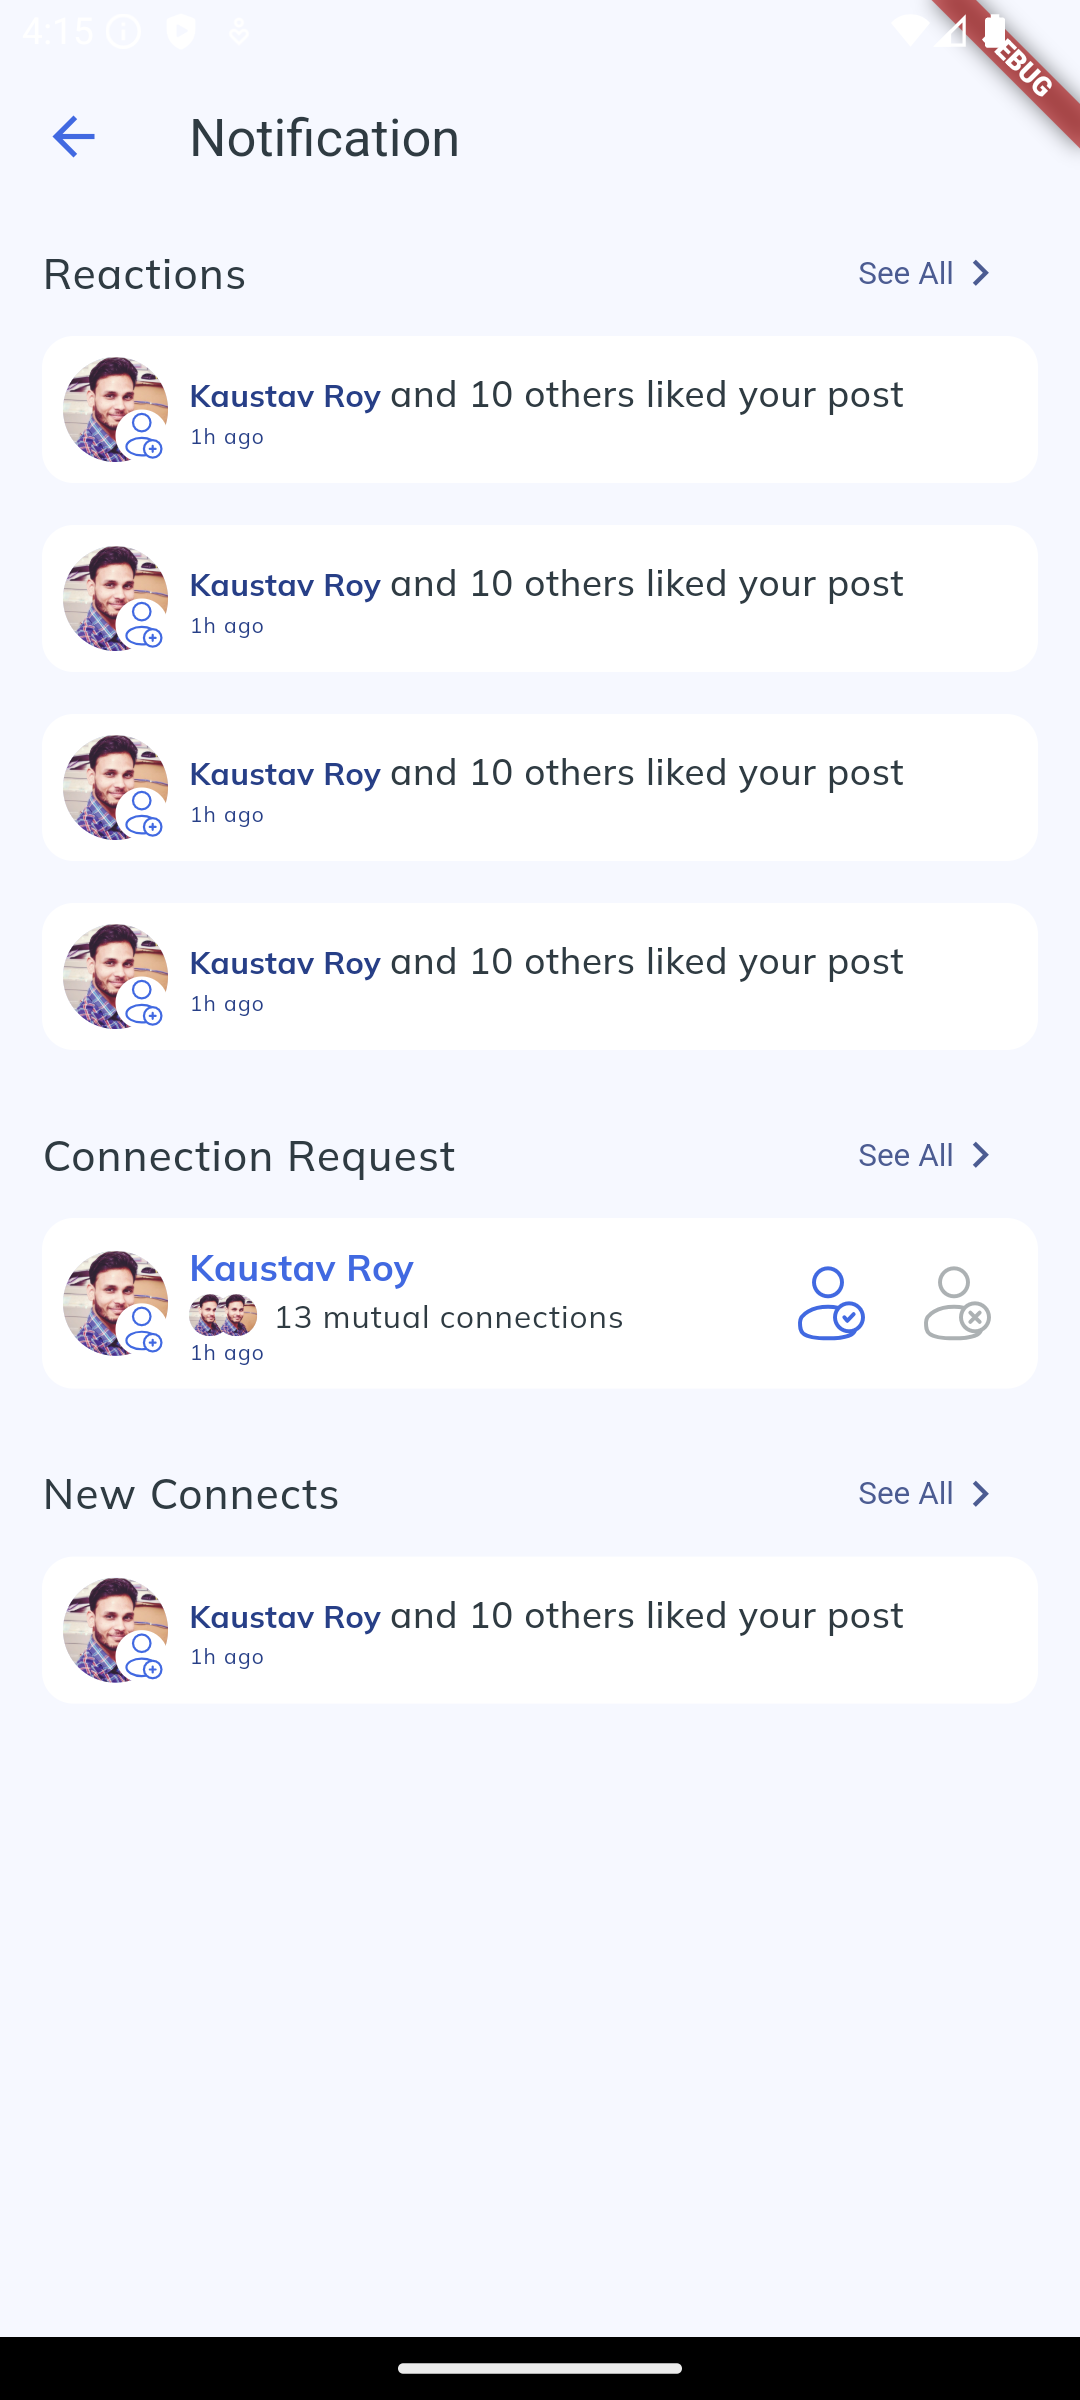 4:15
EBUG
Notification
Reactions
See All
Kaustav Roy and 10 others liked your post
1h ago
Kaustav Roy and 10 others liked your post
1h ago
Kaustav Roy and 10 others liked your post
1h ago
Kaustav Roy and 10 others liked your post
1h ago
Connection Request
See All
Kaustav Roy
13 mutual connections
1h ago
New Connects
See All
Kaustav Roy and 10 others liked your post
1h ago